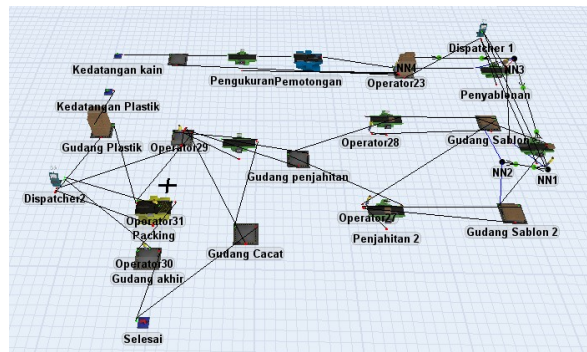 Dispatcher 1
Kedatangan kain
Pengukuran
Pemotongan
NN4
Operator23
NN3
Penyablonan
Kedatangan Plastik
Gudang Plastik
Operator29
Operator28
Gudang Sablon
Gudang penjahitan
NN2
NN1
Dispatcher2
Operator31
Packing
Operator27
Penjahitan 2
Gudang Sablon 2
Gudang Cacat
Operator30
Gudang akhir
Selesai